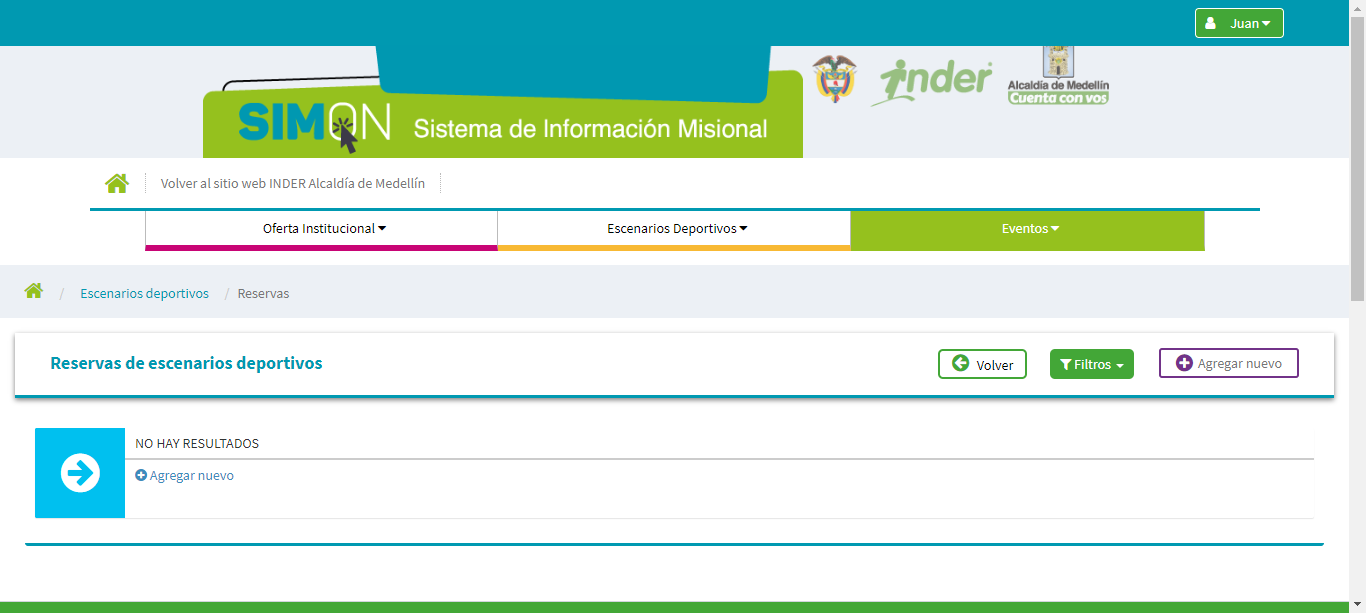 Juan
SIMON Sistema de Información Misional
inder
Alcaldía de Medellín
Cuenta con vos
Volver al sitio web INDER Alcaldía de Medellín
Oferta Institucional
Escenarios Deportivos
Eventos
/ Escenarios deportivos / Reservas
Reservas de escenarios deportivos
Volver
Filtros
Agregar nuevo
NO HAY RESULTADOS
Agregar nuevo